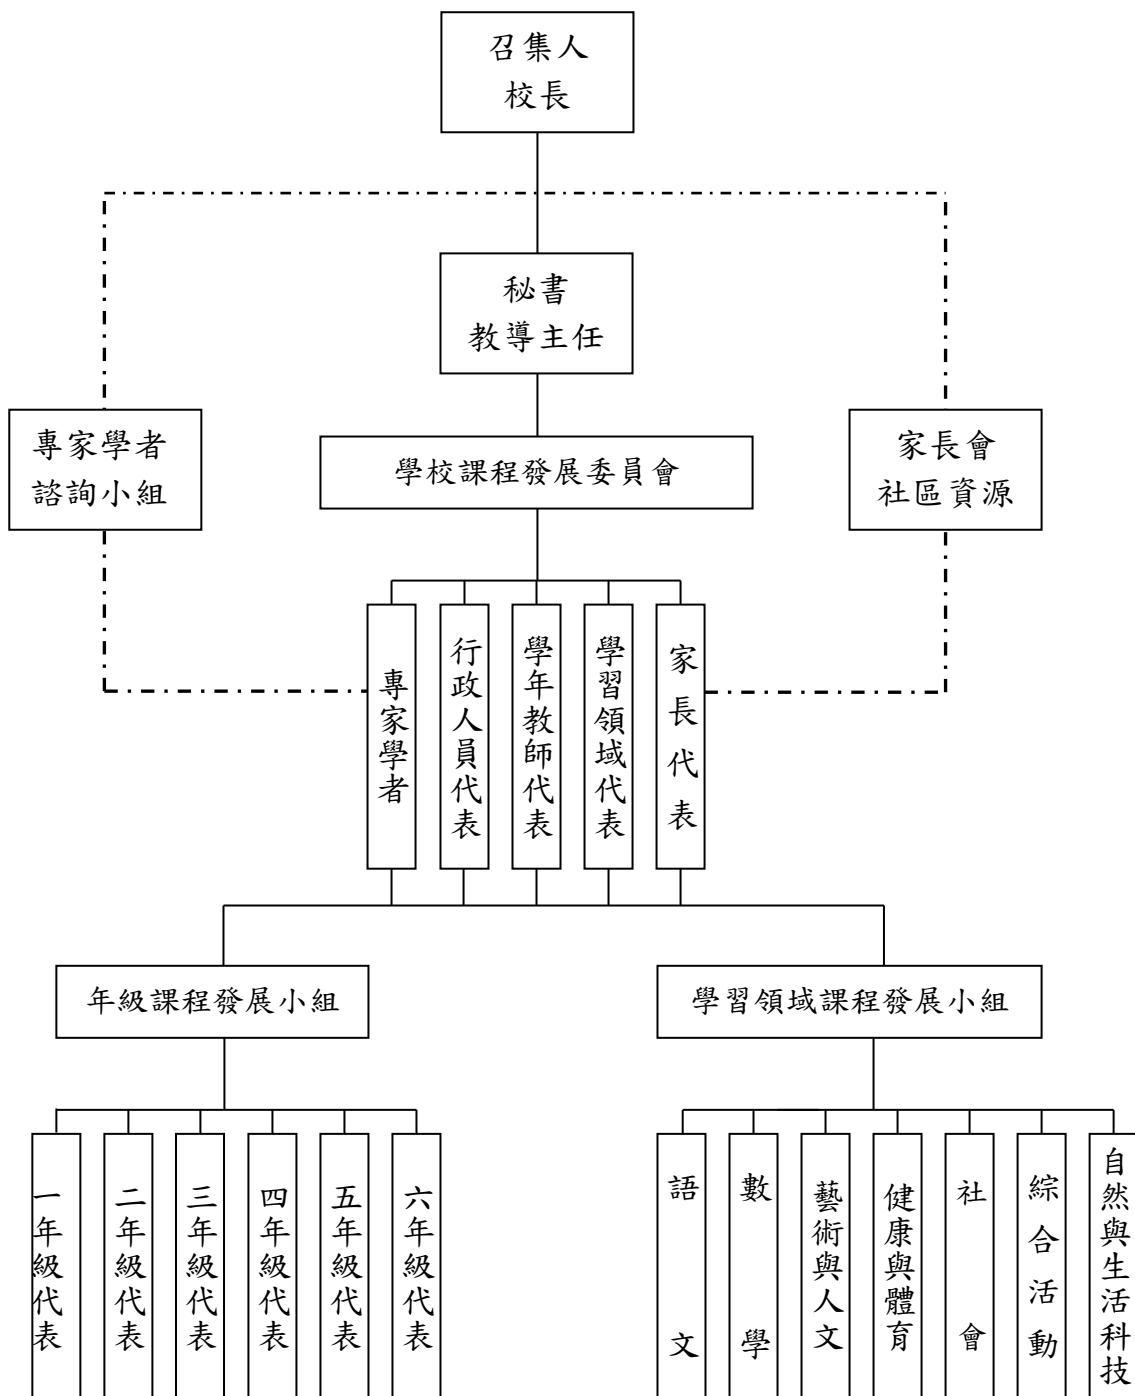 召集人
校長
秘書
教導主任
專家學者
諮詢小組
學校課程發展委員會
家長會
社區資源
專家學者
行政人員代表
學年教師代表
學習領域代表
家長代表
年級課程發展小組
學習領域課程發展小組
一年級代表
二年級代表
三年級代表
四年級代表
五年級代表
六年級代表
語文
數學
藝術與人文
健康與體育
社會
綜合活動
自然與生活科技